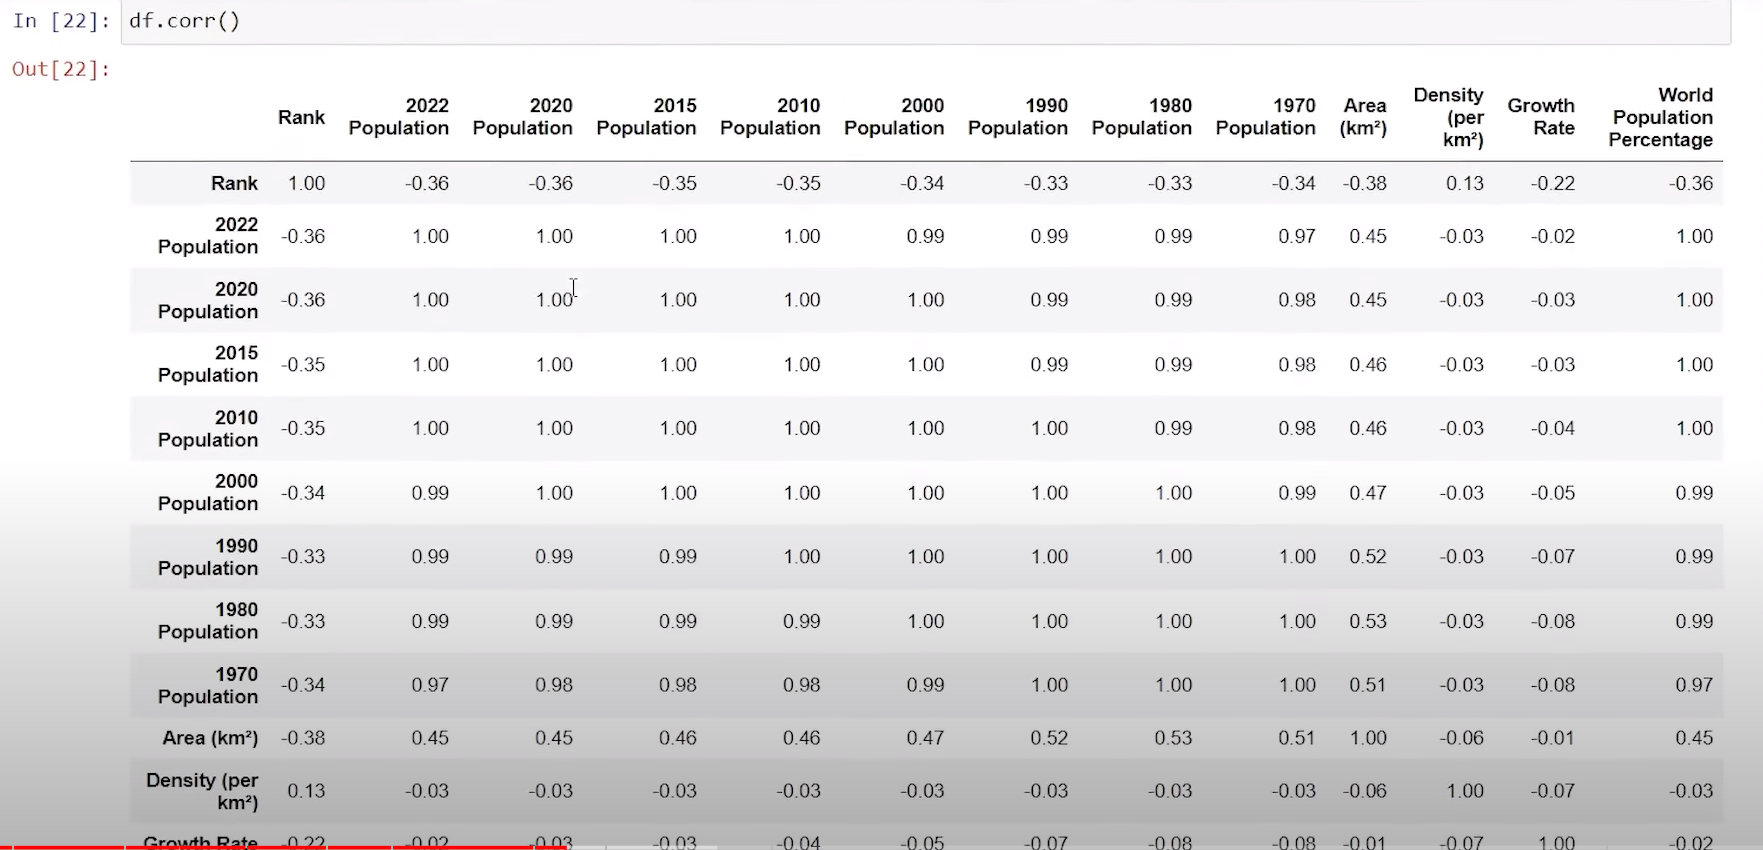 In [22]: df.corr()
Out[22]:
Rank 2022 Population 2020 Population 2015 Population 2010 Population 2000 Population 1990 Population 1980 Population 1970 Population Area (km²) Density (per km²) Growth Rate World Population Percentage
Rank 1.00 -0.36 -0.36 -0.35 -0.35 -0.34 -0.33 -0.33 -0.34 -0.38 0.13 -0.22 -0.36
2022 Population -0.36 1.00 1.00 1.00 1.00 0.99 0.99 0.99 0.97 0.45 -0.03 -0.02 1.00
2020 Population -0.36 1.00 1.00 1.00 1.00 1.00 0.99 0.99 0.98 0.45 -0.03 -0.03 1.00
2015 Population -0.35 1.00 1.00 1.00 1.00 1.00 0.99 0.99 0.98 0.46 -0.03 -0.03 1.00
2010 Population -0.35 1.00 1.00 1.00 1.00 1.00 1.00 0.99 0.98 0.46 -0.03 -0.04 1.00
2000 Population -0.34 0.99 1.00 1.00 1.00 1.00 1.00 1.00 0.99 0.47 -0.03 -0.05 0.99
1990 Population -0.33 0.99 0.99 0.99 1.00 1.00 1.00 1.00 1.00 0.52 -0.03 -0.07 0.99
1980 Population -0.33 0.99 0.99 0.99 0.99 1.00 1.00 1.00 1.00 0.53 -0.03 -0.08 0.99
1970 Population -0.34 0.97 0.98 0.98 0.98 0.99 1.00 1.00 1.00 0.51 -0.03 -0.08 0.97
Area (km²) -0.38 0.45 0.45 0.46 0.46 0.47 0.52 0.53 0.51 1.00 -0.06 -0.01 0.45
Density (per km²) 0.13 -0.03 -0.03 -0.03 -0.03 -0.03 -0.03 -0.03 -0.03 -0.06 1.00 -0.07 -0.03
Growth Rate -0.22 -0.02 -0.03 -0.03 -0.04 -0.05 -0.07 -0.08 -0.08 -0.01 -0.07 1.00 -0.02